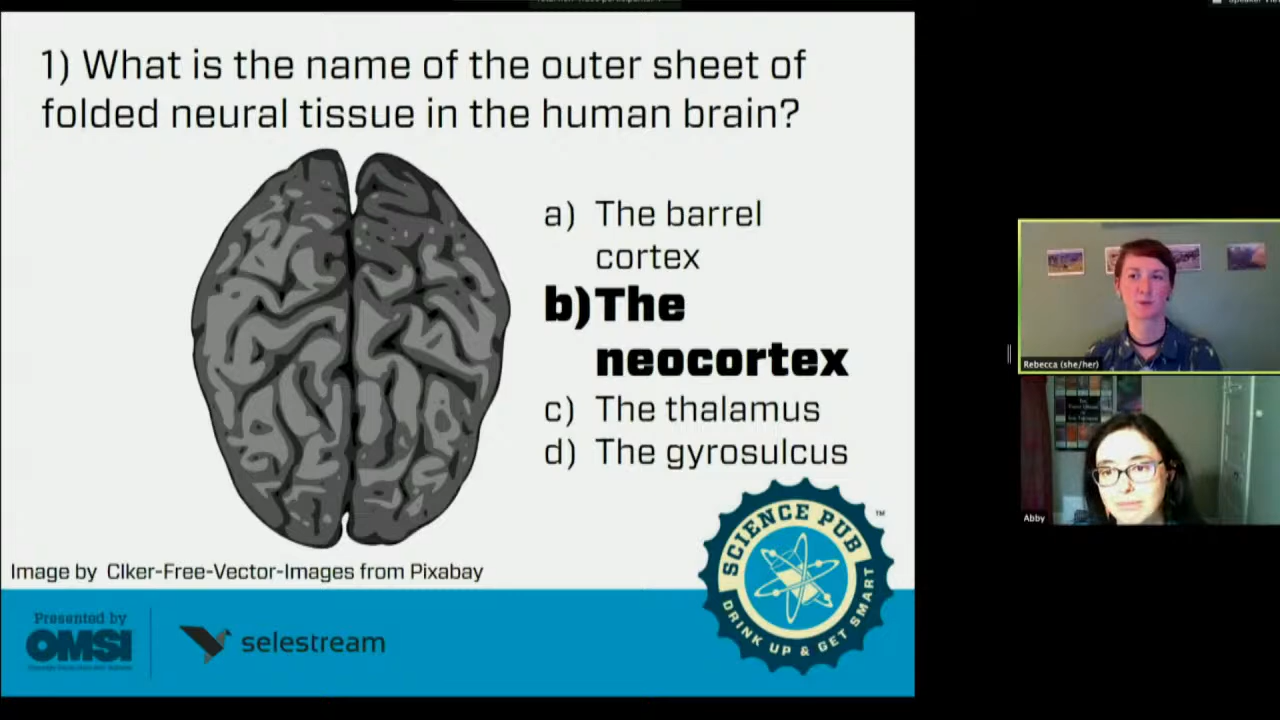 1) What is the name of the outer sheet of
folded neural tissue in the human brain?
a) The barrel
cortex
b) The
neocortex
c) The thalamus
d) The gyrosulcus
Image by Clker-Free-Vector-Images from Pixabay
SCIENCE PUB
TM
DRINK UP & GET SMART
Presented by
OMSI
selestream
Rebecca (she/her)
Abby